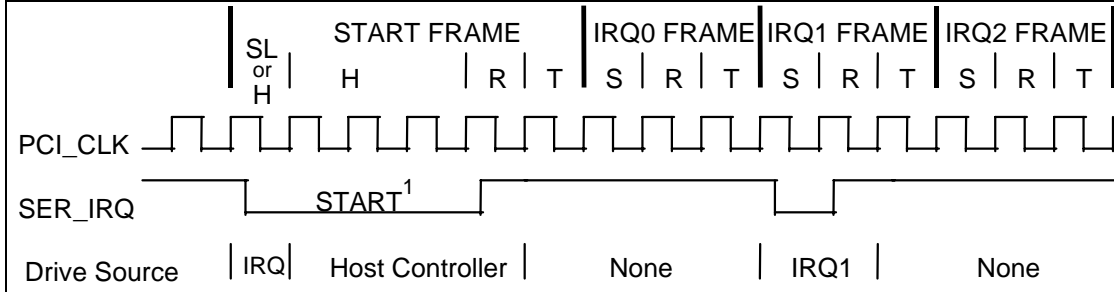 START FRAME IRQ0 FRAME IRQ1 FRAME IRQ2 FRAME
SL
or
H
H R T S R T S R T S R T
PCI_CLK
SER_IRQ START1
Drive Source IRQ Host Controller None IRQ1 None